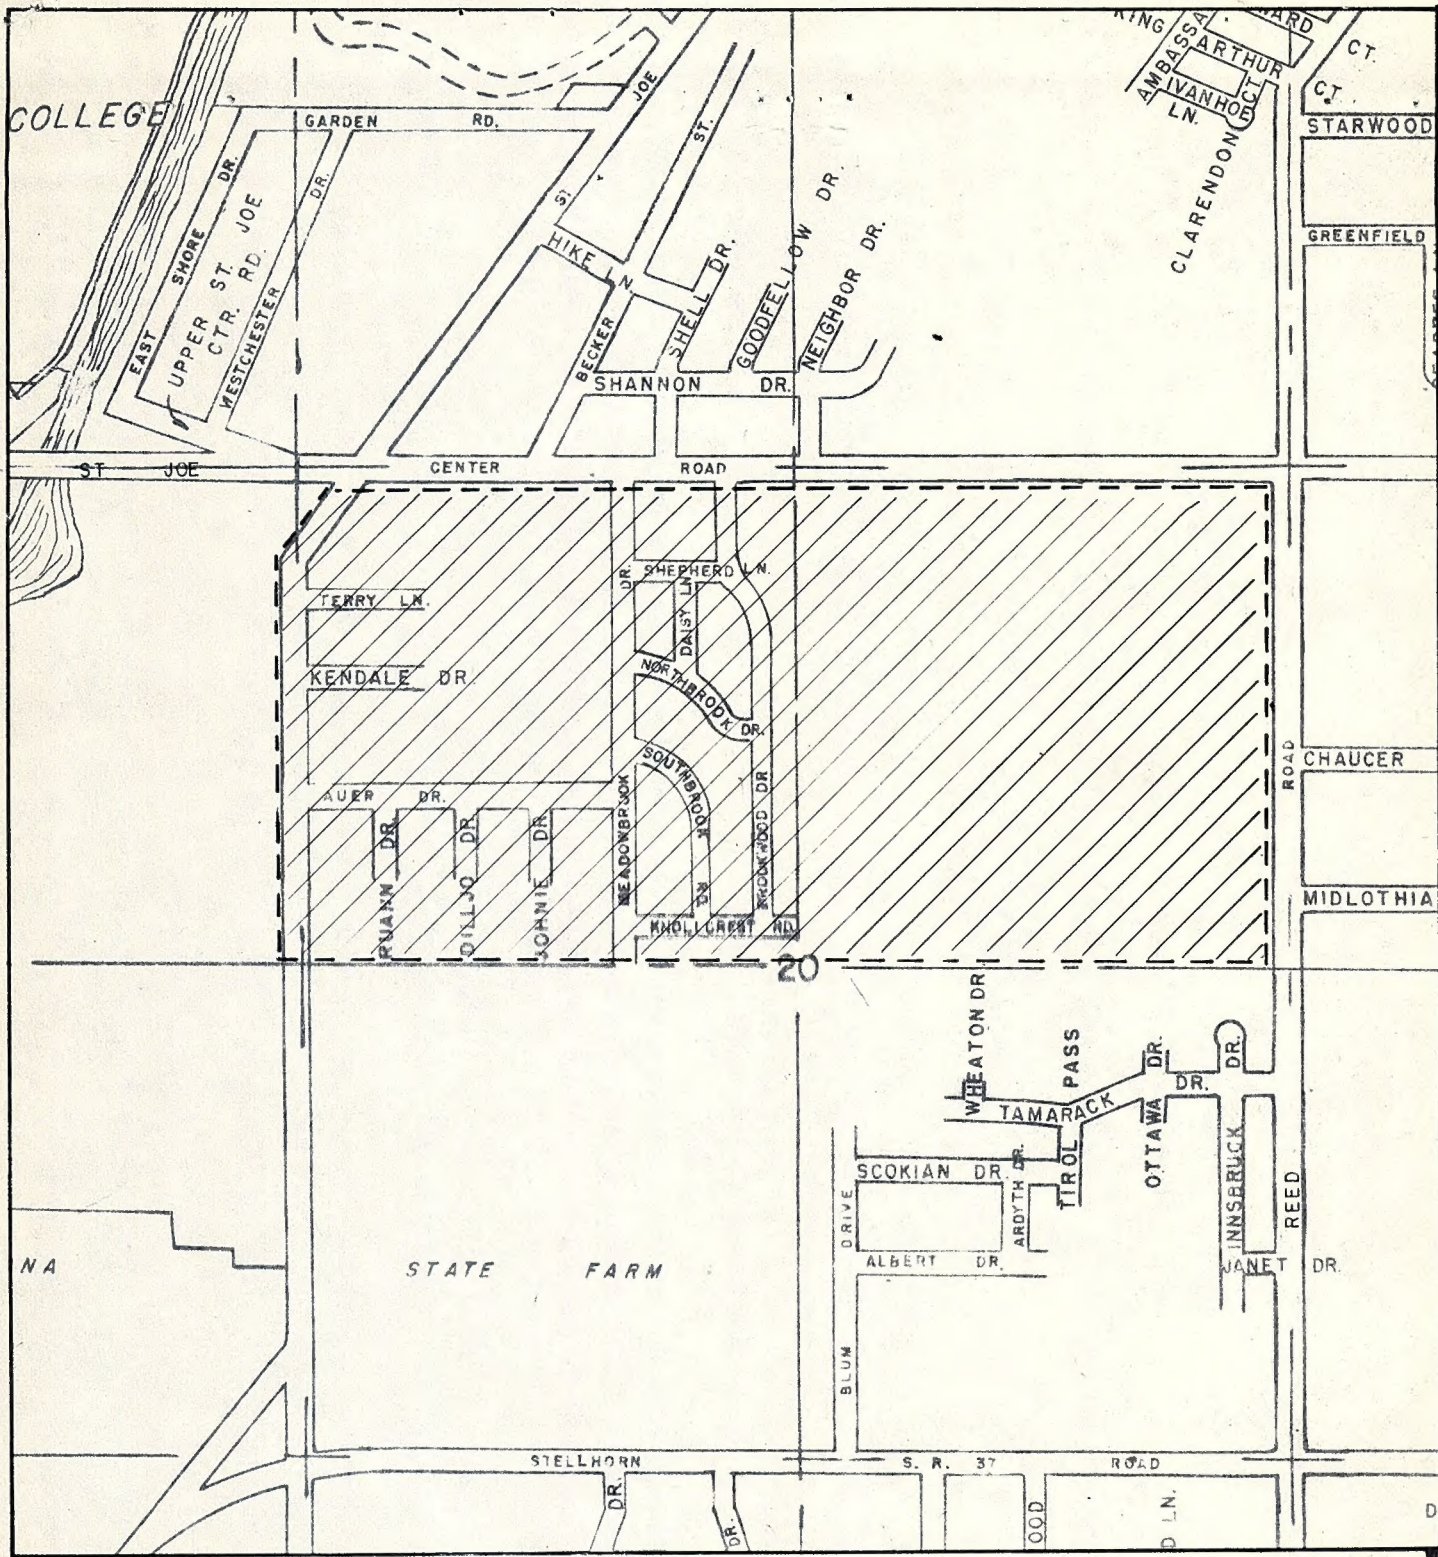 KING
AMBASSA
WARD
CT.
ARTHUR
CT.
IVANHOE
LN.
CT
CLARENDON
STARWOOD
GREENFIELD
COLLEGE
GARDEN RD.
ST JOE
ST.
EAST SHORE DR.
UPPER ST. JOE
CTR. RD.
WESTCHESTER DR.
HIKE LN.
BECKER
SHELL DR.
GOODFELLOW DR.
NEIGHBOR DR.
SHANNON DR.
ST JOE CENTER ROAD
SHEPHERD LN.
DAISY LN
TERRY LN.
KENDALE DR.
NORTHBROOK DR.
SOUTHBROOK RD.
MEADOWBROOK DR.
BROOKWOOD DR
AUER DR.
RUANN DR.
DILLJO DR.
JOHNIE DR.
KNOLLCREST RD.
20
REED ROAD
CHAUCER
MIDLOTHIA
WHEATON DR.
TIROL PASS
TAMARACK DR.
OTTAWA DR.
INNSBRUCK DR.
SCOKIAN DR.
ARDYTH DR.
ALBERT DR.
JANET DR.
BLUM DRIVE
NA
STATE FARM
STELLHORN S. R. 37 ROAD
DR.
DR.
OOD
D LN.
D